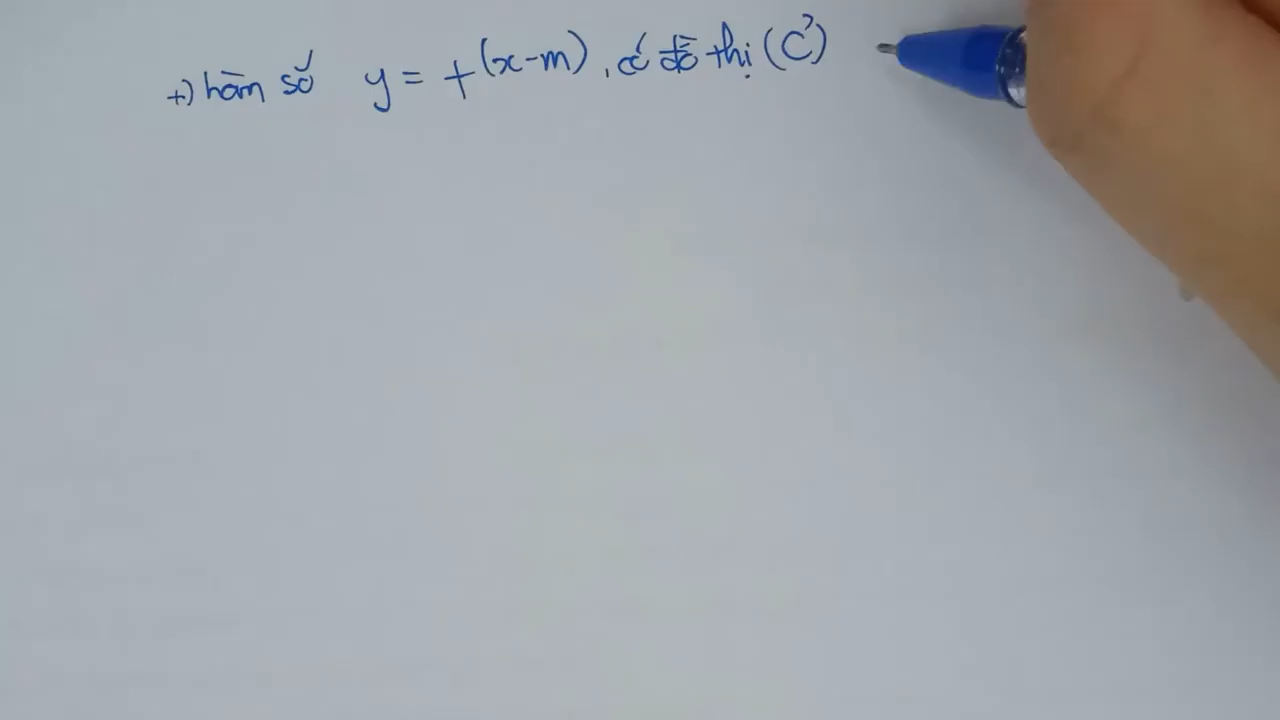 +) hàm số y = f(x-m), có đồ thị (C')